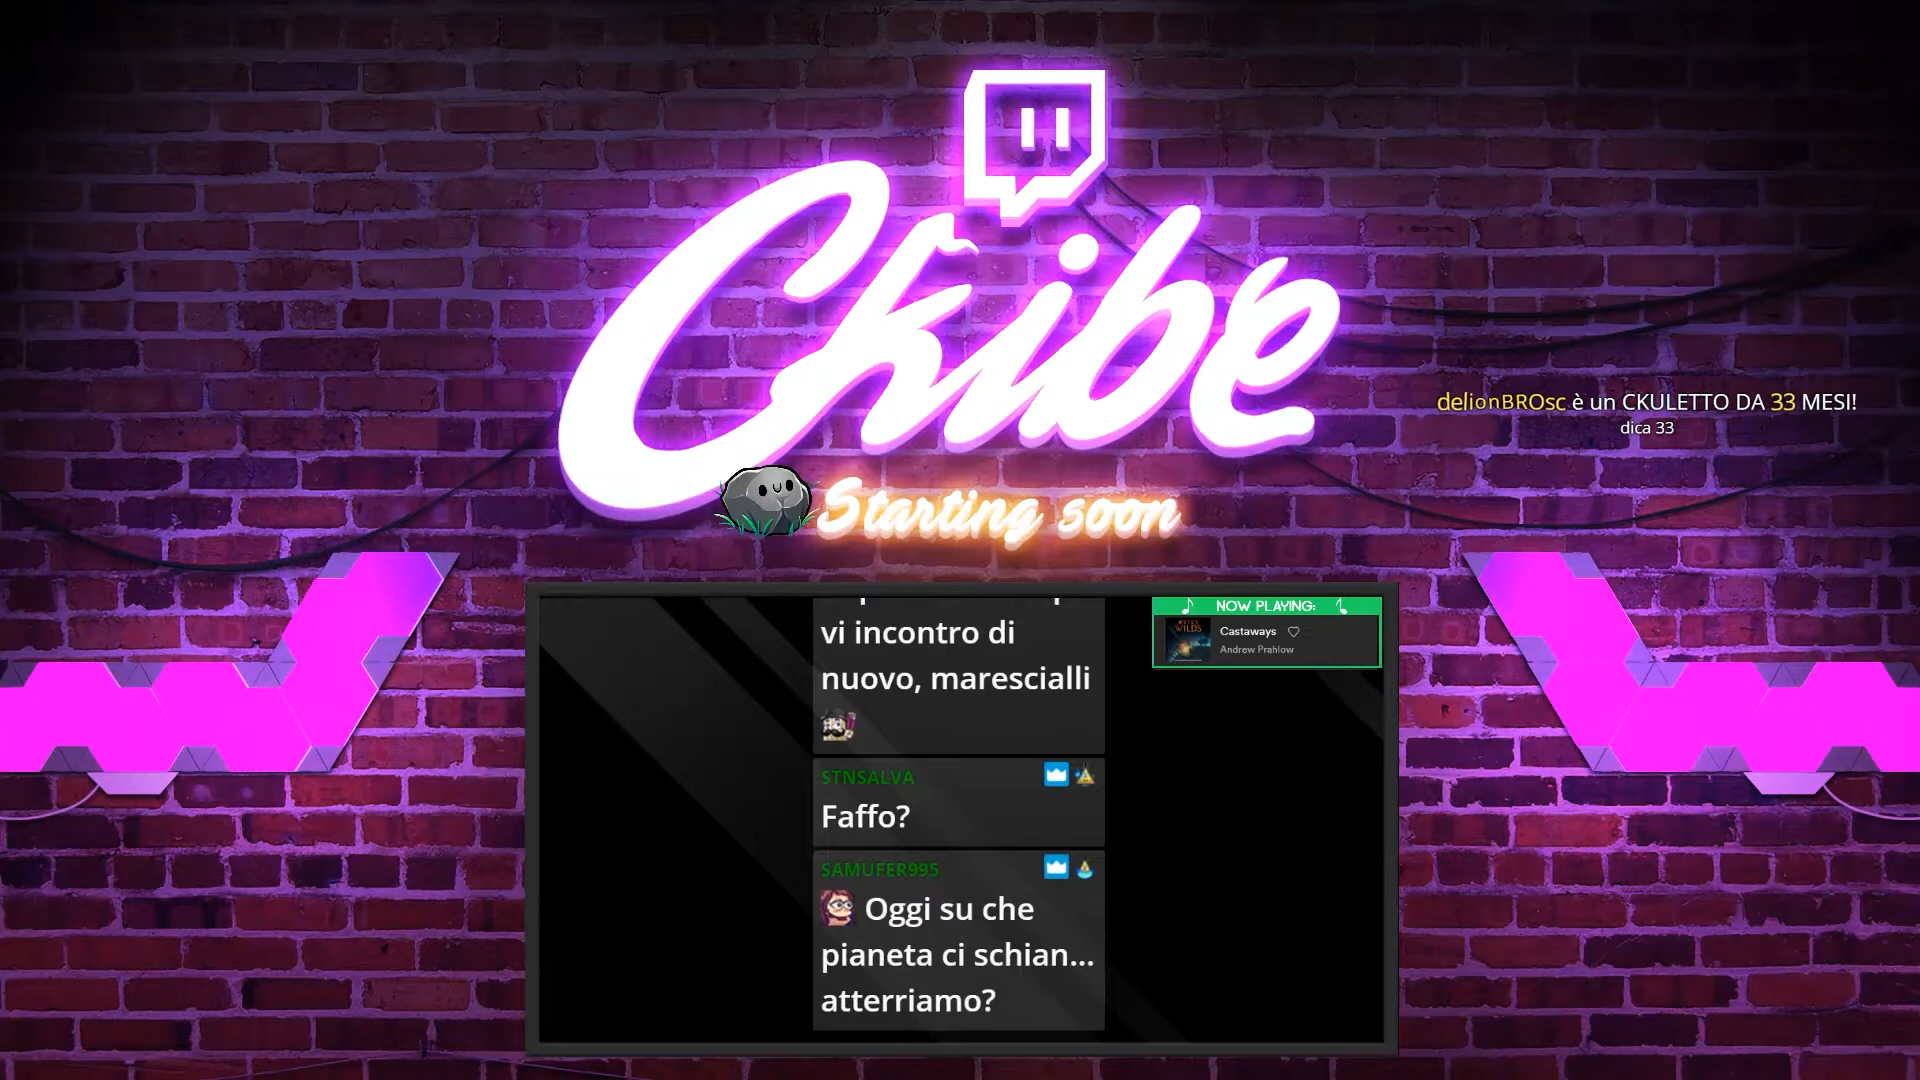 Ckibe
Starting soon
delionBROsc è un CKULETTO DA 33 MESI!
dica 33
NOW PLAYING:
WILDS
Castaways
Andrew Prahlow
vi incontro di
nuovo, marescialli
STNSALVA
Faffo?
SAMUFER995
Oggi su che
pianeta ci schian...
atterriamo?